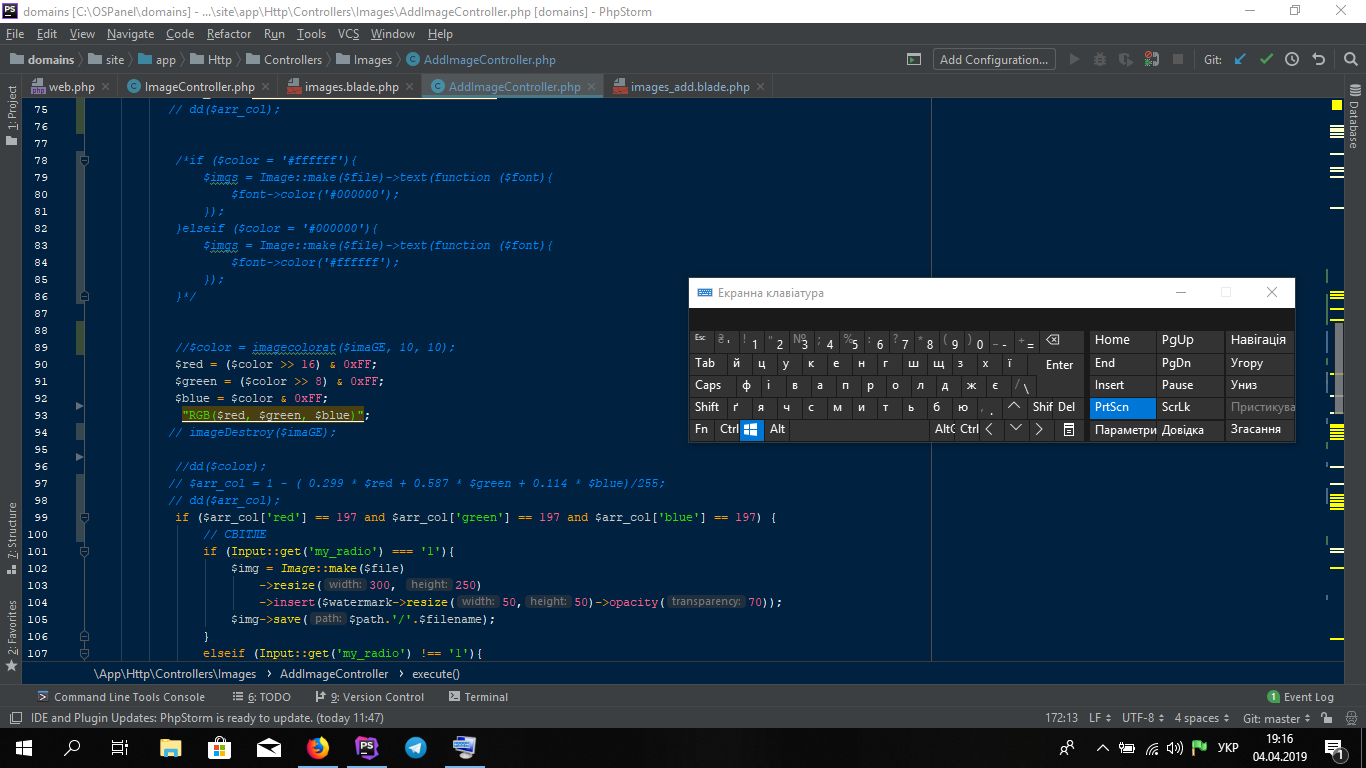 domains [C:\OSPanel\domains] - ...\site\app\Http\Controllers\Images\AddImageController.php [domains] - PhpStorm
File Edit View Navigate Code Refactor Run Tools VCS Window Help
domains site app Http Controllers Images AddImageController.php Add Configuration... Git:
web.php ImageController.php images.blade.php AddImageController.php images_add.blade.php
1: Project
7: Structure
2: Favorites
Database
75 // dd($arr_col);
76
77
78 /*if ($color = '#ffffff'){
79 $imgs = Image::make($file)->text(function ($font){
80 $font->color('#000000');
81 });
82 }elseif ($color = '#000000'){
83 $imgs = Image::make($file)->text(function ($font){
84 $font->color('#ffffff');
85 });
86 }*/
87
88
89 //$color = imagecolorat($imaGE, 10, 10);
90 $red = ($color >> 16) & 0xFF;
91 $green = ($color >> 8) & 0xFF;
92 $blue = $color & 0xFF;
93 "RGB($red, $green, $blue)";
94 // imageDestroy($imaGE);
95
96 //dd($color);
97 // $arr_col = 1 - ( 0.299 * $red + 0.587 * $green + 0.114 * $blue)/255;
98 // dd($arr_col);
99 if ($arr_col['red'] == 197 and $arr_col['green'] == 197 and $arr_col['blue'] == 197) {
100 // СВІТЛЕ
101 if (Input::get('my_radio') === '1'){
102 $img = Image::make($file)
103 ->resize( width: 300, height: 250)
104 ->insert($watermark->resize( width: 50, height: 50)->opacity( transparency: 70));
105 $img->save( path: $path.'/'.$filename);
106 }
107 elseif (Input::get('my_radio') !== '1'){
Екранна клавіатура
Esc ₴ ' ! 1 " 2 № 3 ; 4 % 5 : 6 ? 7 * 8 ( 9 ) 0 _ - + = Home PgUp Навігація
Tab й ц у к е н г ш щ з х ї Enter End PgDn Угору
Caps ф і в а п р о л д ж є / \ Insert Pause Униз
Shift ґ я ч с м и т ь б ю , . Shif Del PrtScn ScrLk Пристикува
Fn Ctrl Alt AltG Ctrl Параметри Довідка Згасання
\App\Http\Controllers\Images › AddImageController › execute()
Command Line Tools Console 6: TODO 9: Version Control Terminal 1 Event Log
IDE and Plugin Updates: PhpStorm is ready to update. (today 11:47) 172:13 LF UTF-8 4 spaces Git: master
УКР 19:16
04.04.2019 1